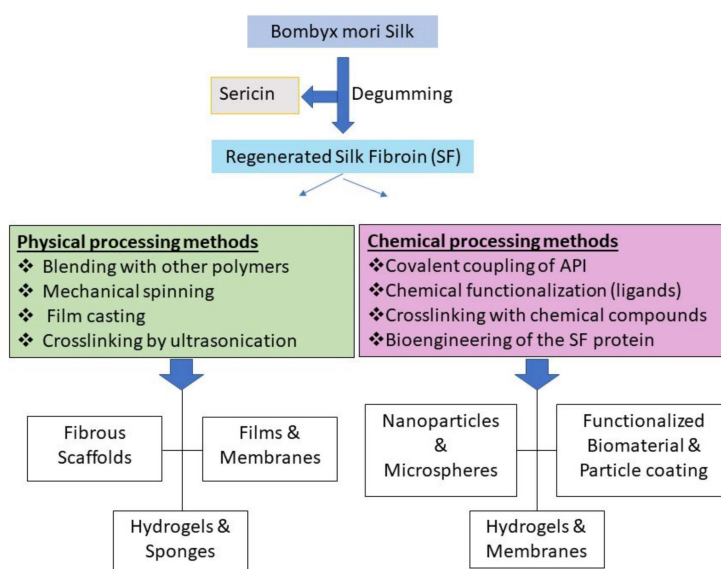 Bombyx mori Silk
Sericin
Degumming
Regenerated Silk Fibroin (SF)
Physical processing methods
❖ Blending with other polymers
❖ Mechanical spinning
❖ Film casting
❖ Crosslinking by ultrasonication
Chemical processing methods
❖Covalent coupling of API
❖Chemical functionalization (ligands)
❖Crosslinking with chemical compounds
❖Bioengineering of the SF protein
Fibrous
Scaffolds
Films &
Membranes
Hydrogels &
Sponges
Nanoparticles
&
Microspheres
Functionalized
Biomaterial &
Particle coating
Hydrogels &
Membranes